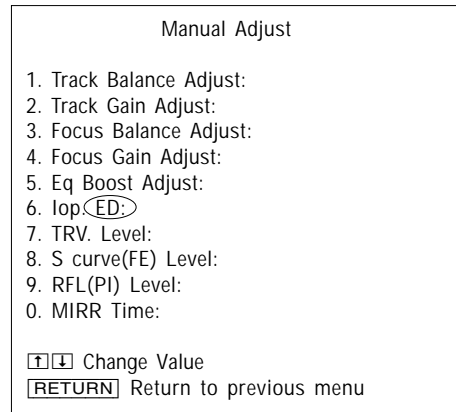 Manual Adjust
1. Track Balance Adjust:
2. Track Gain Adjust:
3. Focus Balance Adjust:
4. Focus Gain Adjust:
5. Eq Boost Adjust:
6. Iop.ED:
7. TRV. Level:
8. S curve(FE) Level:
9. RFL(PI) Level:
0. MIRR Time:
↑↓ Change Value
RETURN Return to previous menu